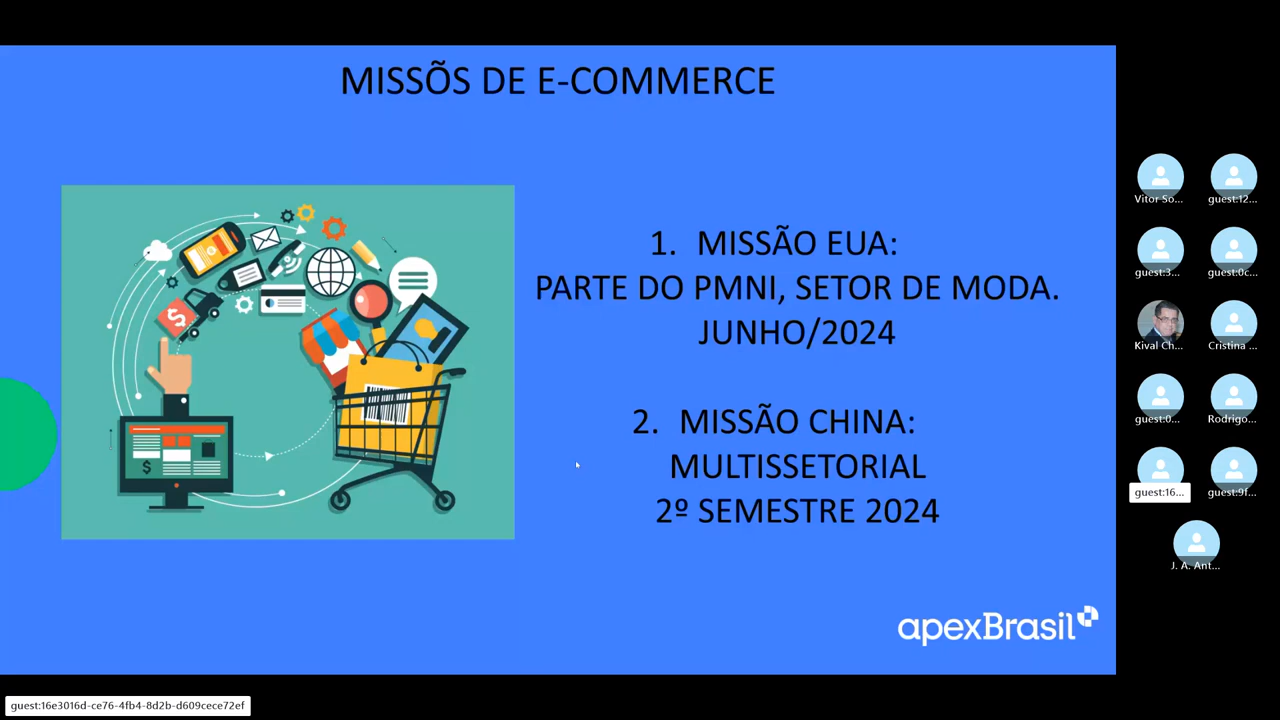 MISSÕS DE E-COMMERCE
1. MISSÃO EUA:
PARTE DO PMNI, SETOR DE MODA.
JUNHO/2024
2. MISSÃO CHINA:
MULTISSETORIAL
2º SEMESTRE 2024
apexBrasil
Vitor So...
guest:12...
guest:3...
guest:0c...
Kival Ch...
Cristina ...
guest:0...
Rodrigo...
guest:16...
guest:9f...
J. A. Ant...
guest:16e3016d-ce76-4fb4-8d2b-d609cece72ef